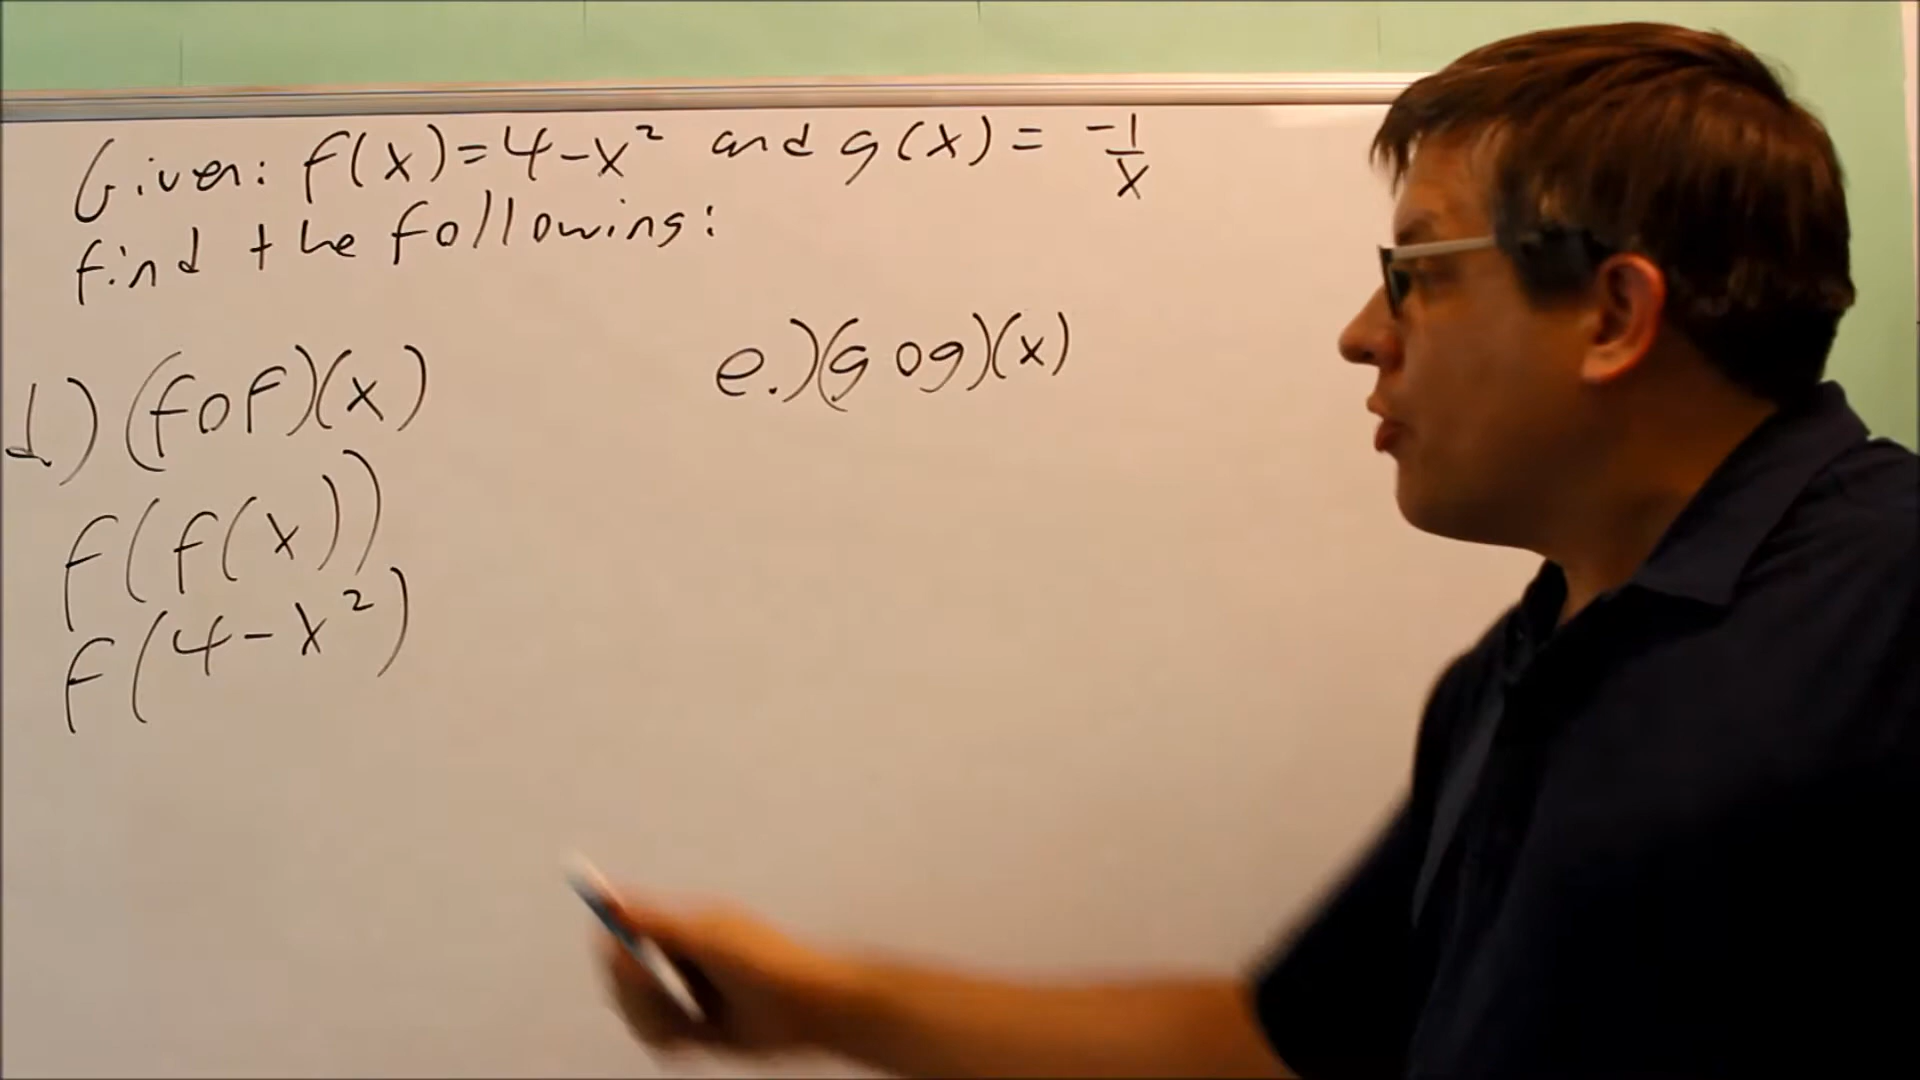 Given: f(x)=4-x² and g(x) = -1/x
find the following:
d.) (f∘f)(x)
f(f(x))
f(4-x²)
e.) (g∘g)(x)